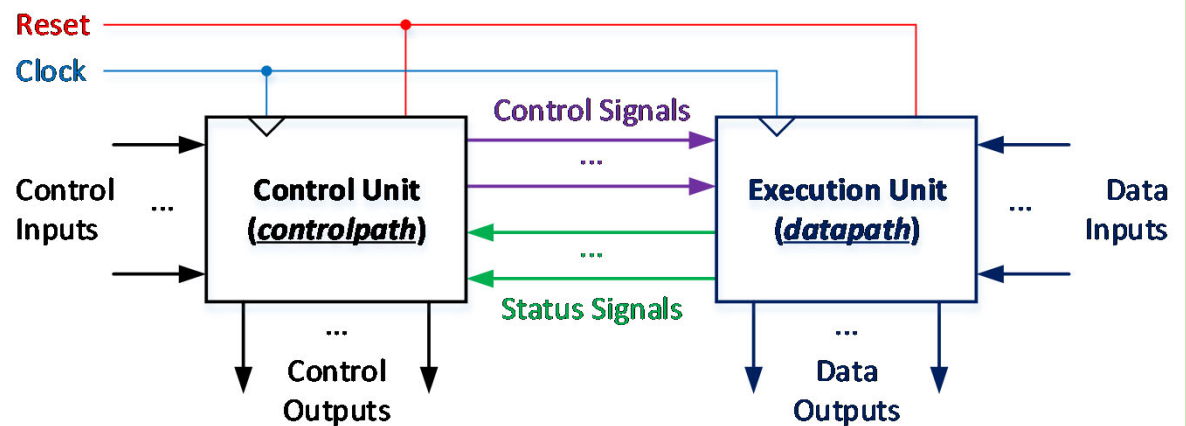 Reset
Clock
Control Signals
...
Control Unit
(controlpath)
Execution Unit
(datapath)
Control
Inputs
...
...
Data
Inputs
...
Status Signals
...
Control
Outputs
...
Data
Outputs